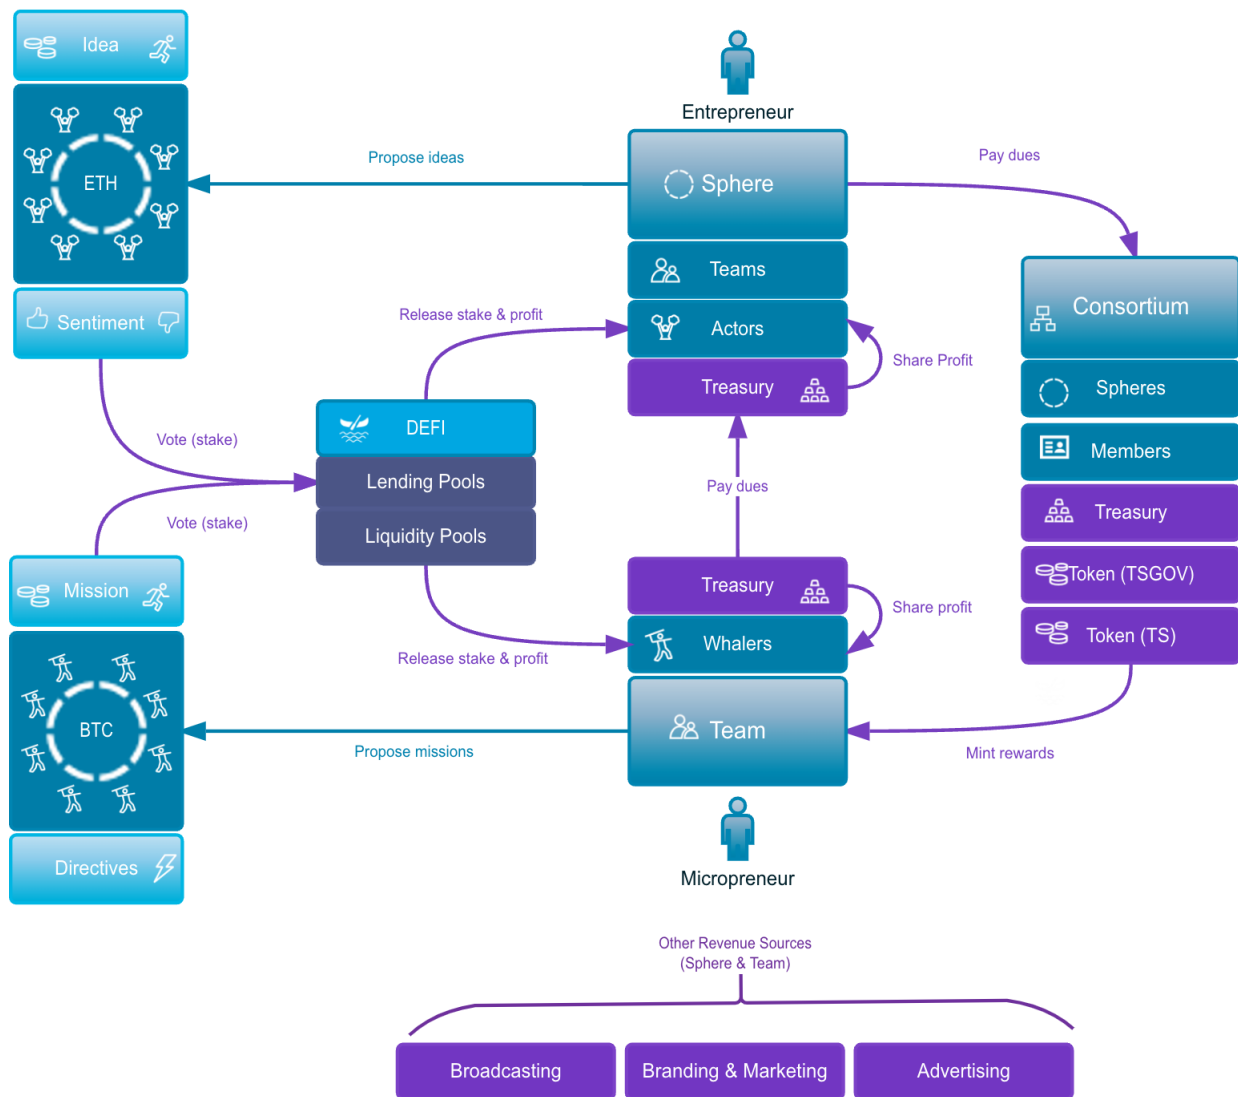 Idea
ETH
Sentiment
Propose ideas
Entrepreneur
Sphere
Teams
Actors
Treasury
Pay dues
Share Profit
Consortium
Spheres
Members
Treasury
Token (TSGOV)
Token (TS)
Release stake & profit
Vote (stake)
DEFI
Lending Pools
Liquidity Pools
Vote (stake)
Pay dues
Release stake & profit
Mission
BTC
Directives
Propose missions
Treasury
Whalers
Team
Share profit
Mint rewards
Micropreneur
Other Revenue Sources
(Sphere & Team)
Broadcasting
Branding & Marketing
Advertising